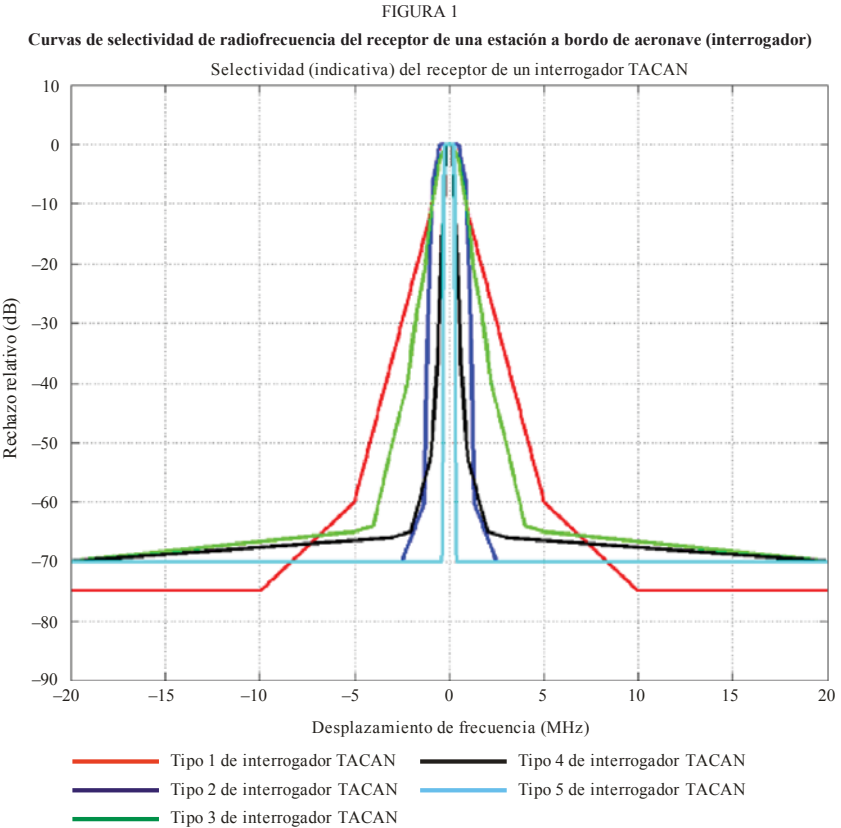 FIGURA 1
Curvas de selectividad de radiofrecuencia del receptor de una estación a bordo de aeronave (interrogador)
Selectividad (indicativa) del receptor de un interrogador TACAN
Rechazo relativo (dB)
10
0
–10
–20
–30
–40
–50
–60
–70
–80
–90
–20 –15 –10 –5 0 5 10 15 20
Desplazamiento de frecuencia (MHz)
Tipo 1 de interrogador TACAN
Tipo 2 de interrogador TACAN
Tipo 3 de interrogador TACAN
Tipo 4 de interrogador TACAN
Tipo 5 de interrogador TACAN